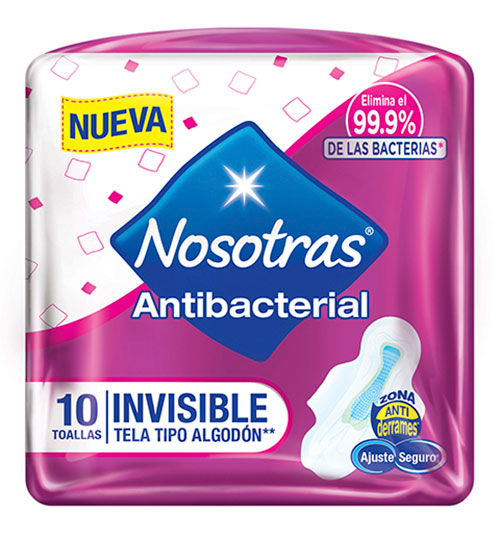 NUEVA
Elimina el
99.9%
DE LAS BACTERIAS*
Nosotras®
Antibacterial
10
TOALLAS
INVISIBLE
TELA TIPO ALGODÓN**
ZONA
ANTI
derrames*
Ajuste Seguro*